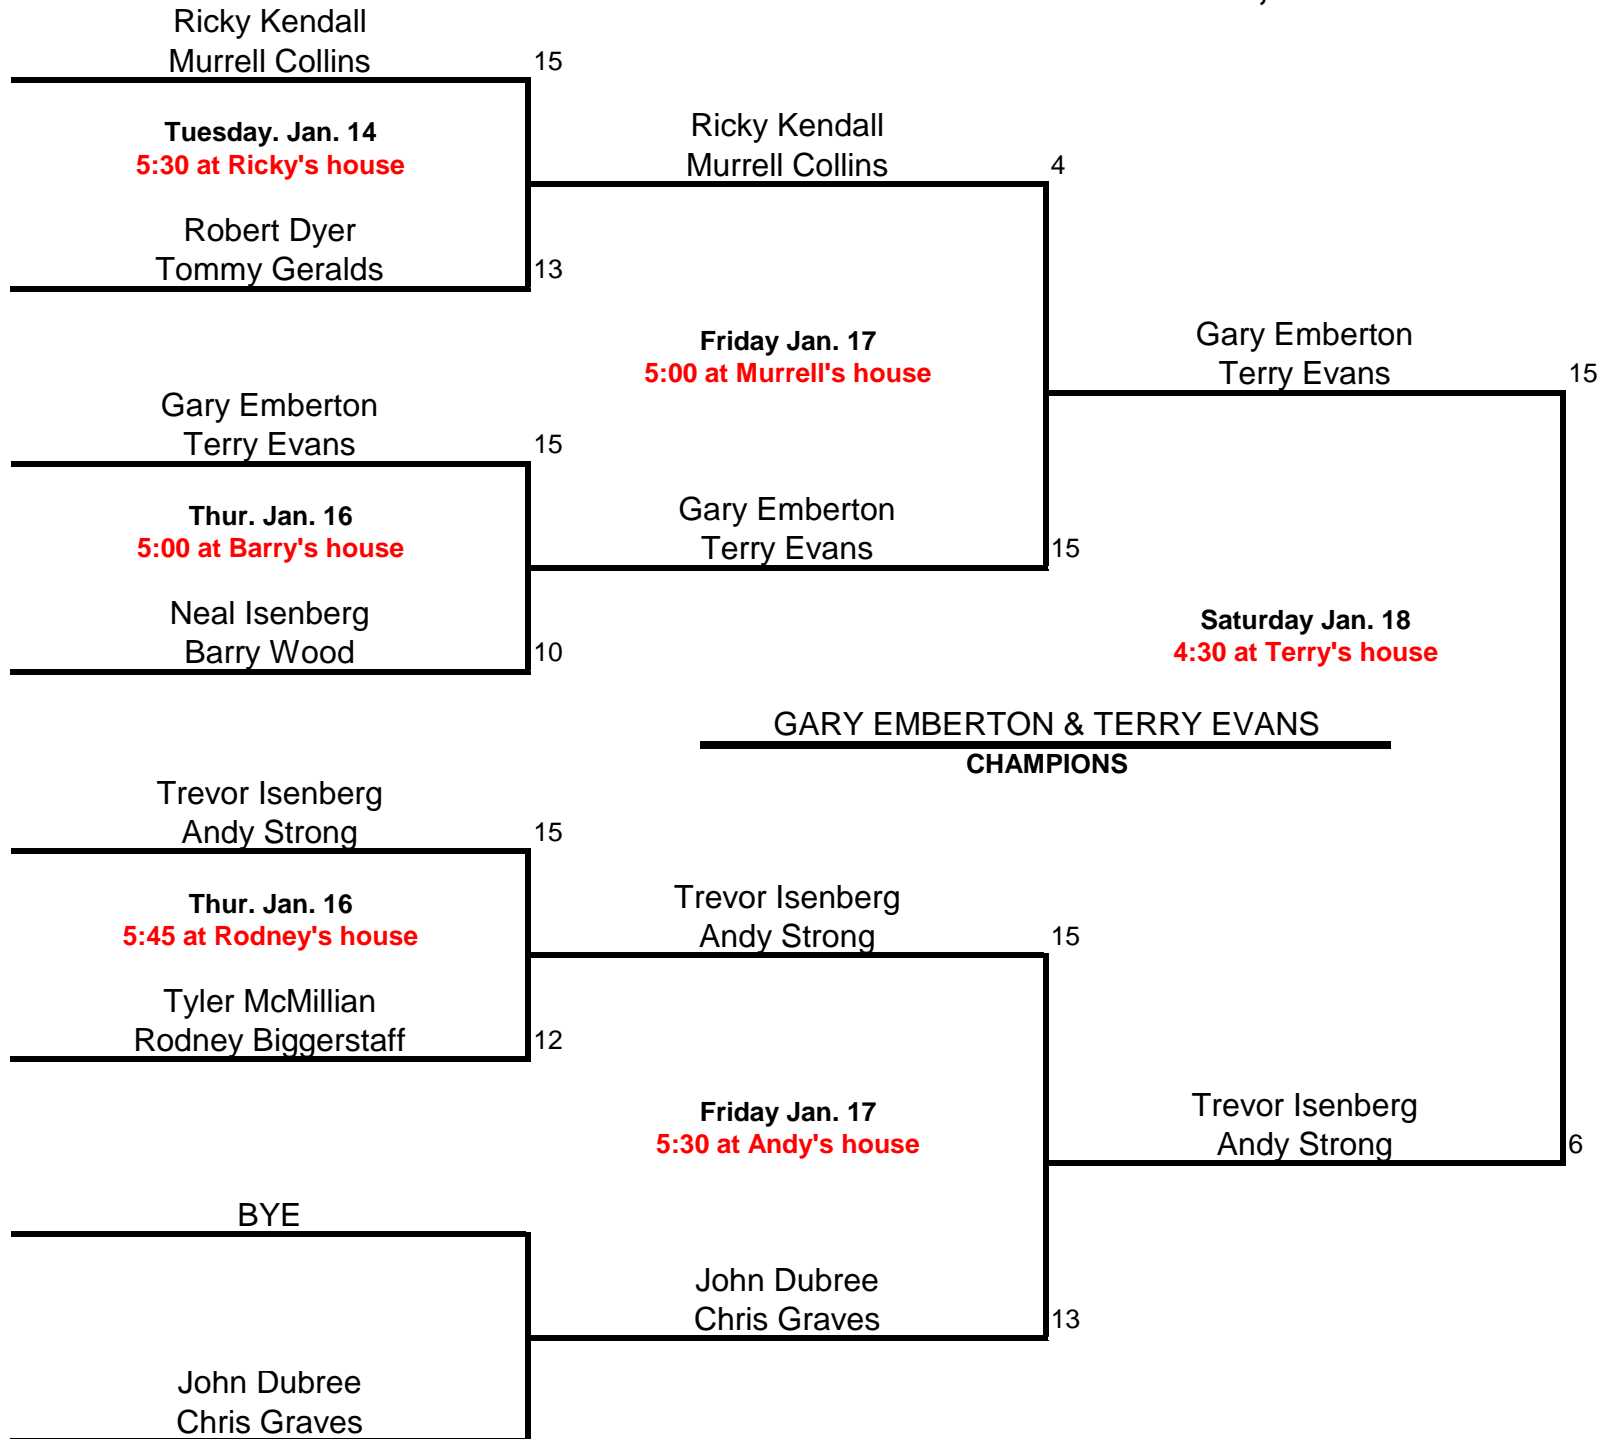 Ricky Kendall
Murrell Collins
15
Tuesday. Jan. 14
5:30 at Ricky's house
Robert Dyer
Tommy Geralds
13
Ricky Kendall
Murrell Collins
4
Friday Jan. 17
5:00 at Murrell's house
Gary Emberton
Terry Evans
15
Thur. Jan. 16
5:00 at Barry's house
Neal Isenberg
Barry Wood
10
Gary Emberton
Terry Evans
15
Gary Emberton
Terry Evans
15
Saturday Jan. 18
4:30 at Terry's house
GARY EMBERTON & TERRY EVANS
CHAMPIONS
Trevor Isenberg
Andy Strong
15
Thur. Jan. 16
5:45 at Rodney's house
Tyler McMillian
Rodney Biggerstaff
12
Trevor Isenberg
Andy Strong
15
Friday Jan. 17
5:30 at Andy's house
Trevor Isenberg
Andy Strong
6
BYE
John Dubree
Chris Graves
John Dubree
Chris Graves
13